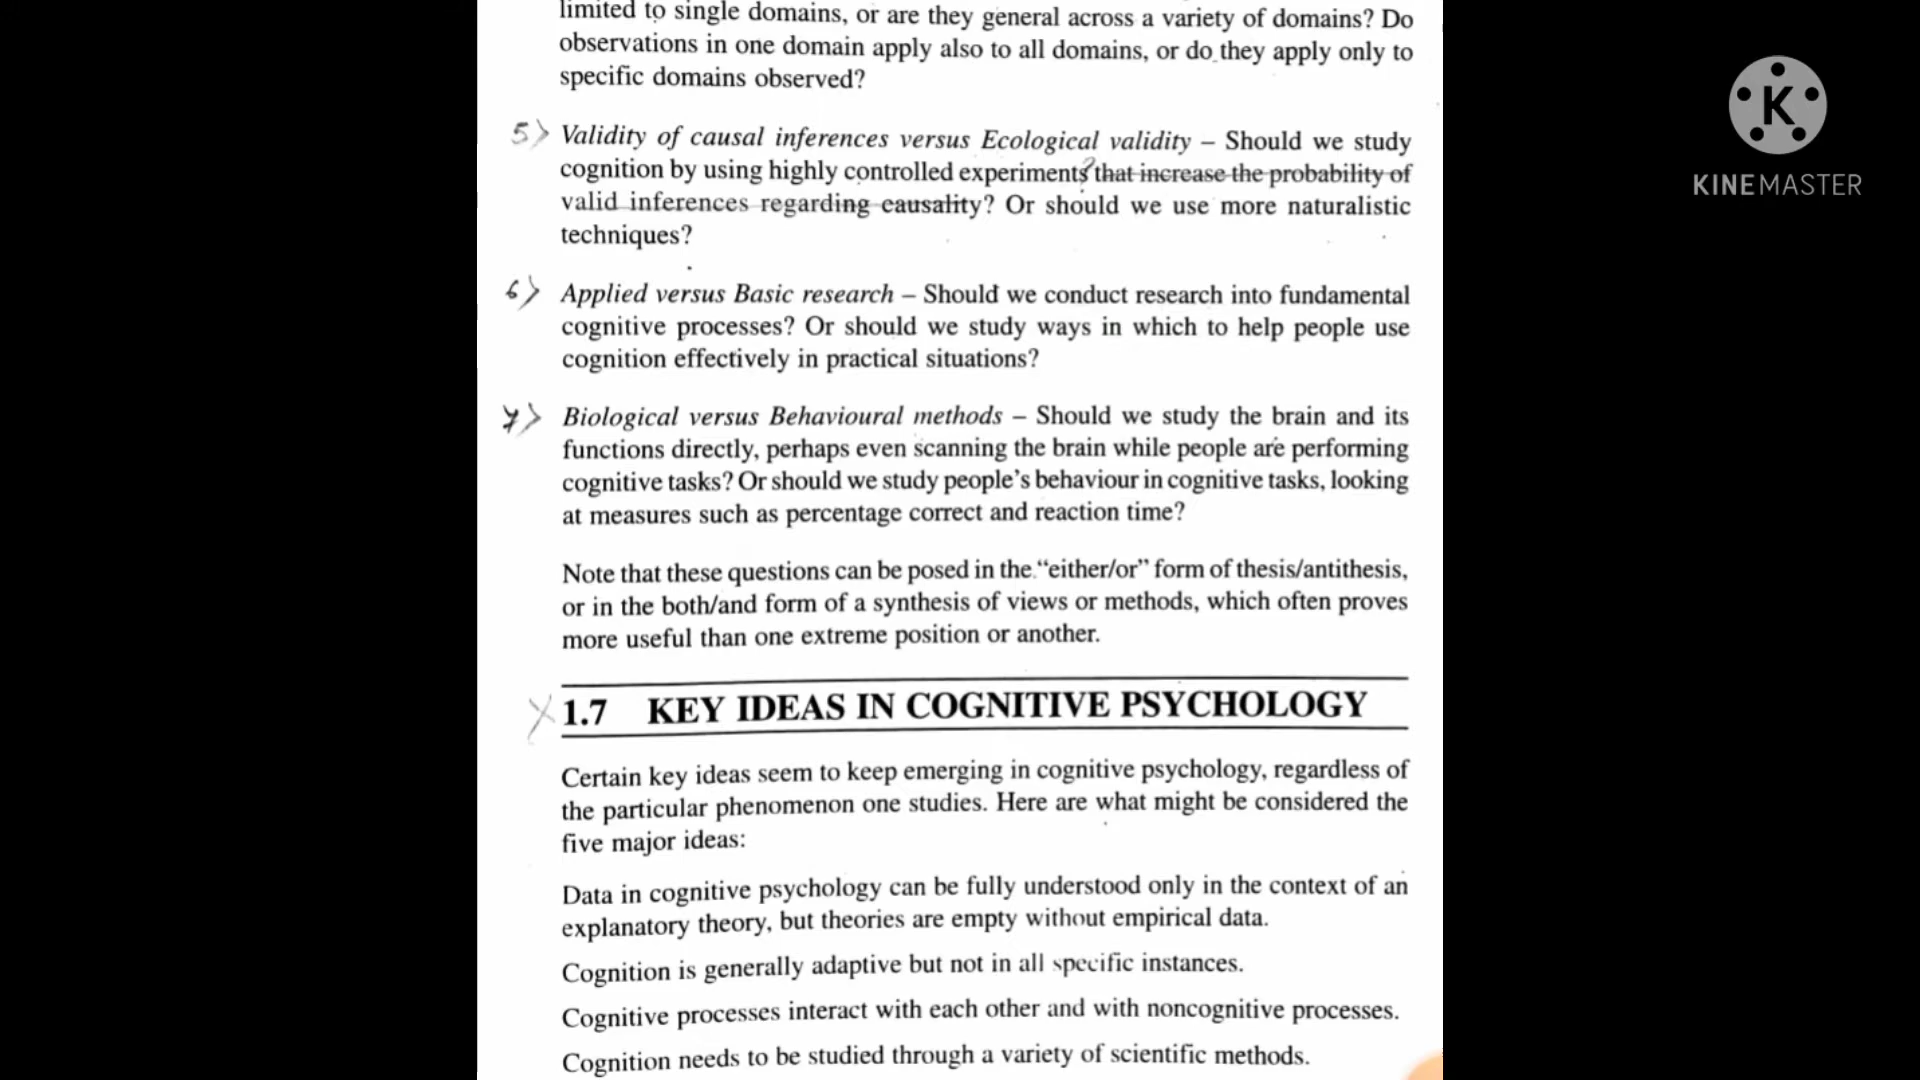 limited to single domains, or are they general across a variety of domains? Do
observations in one domain apply also to all domains, or do they apply only to
specific domains observed?
5> Validity of causal inferences versus Ecological validity – Should we study
cognition by using highly controlled experiments? that increase the probability of
valid inferences regarding causality? Or should we use more naturalistic
techniques?
6> Applied versus Basic research – Should we conduct research into fundamental
cognitive processes? Or should we study ways in which to help people use
cognition effectively in practical situations?
7> Biological versus Behavioural methods – Should we study the brain and its
functions directly, perhaps even scanning the brain while people are performing
cognitive tasks? Or should we study people's behaviour in cognitive tasks, looking
at measures such as percentage correct and reaction time?
Note that these questions can be posed in the "either/or" form of thesis/antithesis,
or in the both/and form of a synthesis of views or methods, which often proves
more useful than one extreme position or another.
1.7 KEY IDEAS IN COGNITIVE PSYCHOLOGY
Certain key ideas seem to keep emerging in cognitive psychology, regardless of
the particular phenomenon one studies. Here are what might be considered the
five major ideas:
Data in cognitive psychology can be fully understood only in the context of an
explanatory theory, but theories are empty without empirical data.
Cognition is generally adaptive but not in all specific instances.
Cognitive processes interact with each other and with noncognitive processes.
Cognition needs to be studied through a variety of scientific methods.
K
KINEMASTER